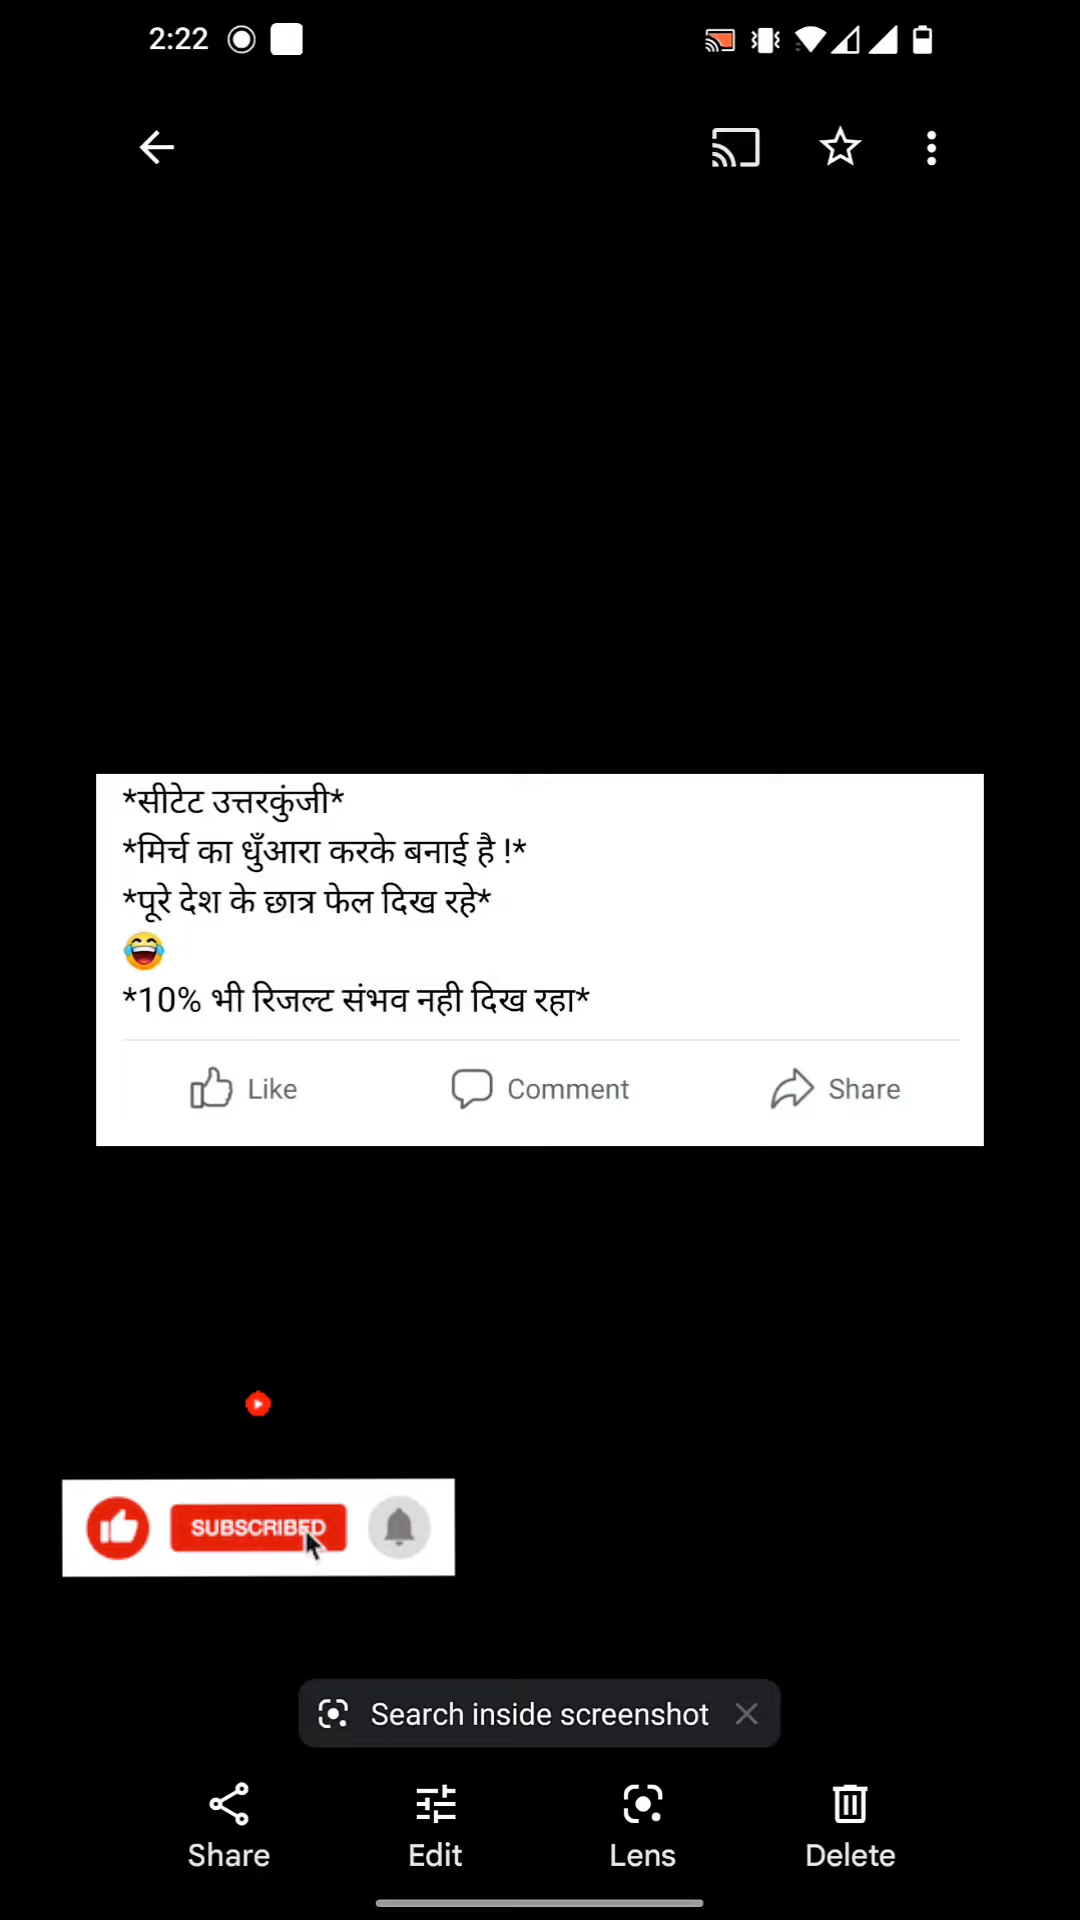 2:22
*सीटेट उत्तरकुंजी*
*मिर्च का धुँआरा करके बनाई है !*
*पूरे देश के छात्र फेल दिख रहे*
😂
*10% भी रिजल्ट संभव नही दिख रहा*
Like Comment Share
SUBSCRIBED
Search inside screenshot
Share Edit Lens Delete